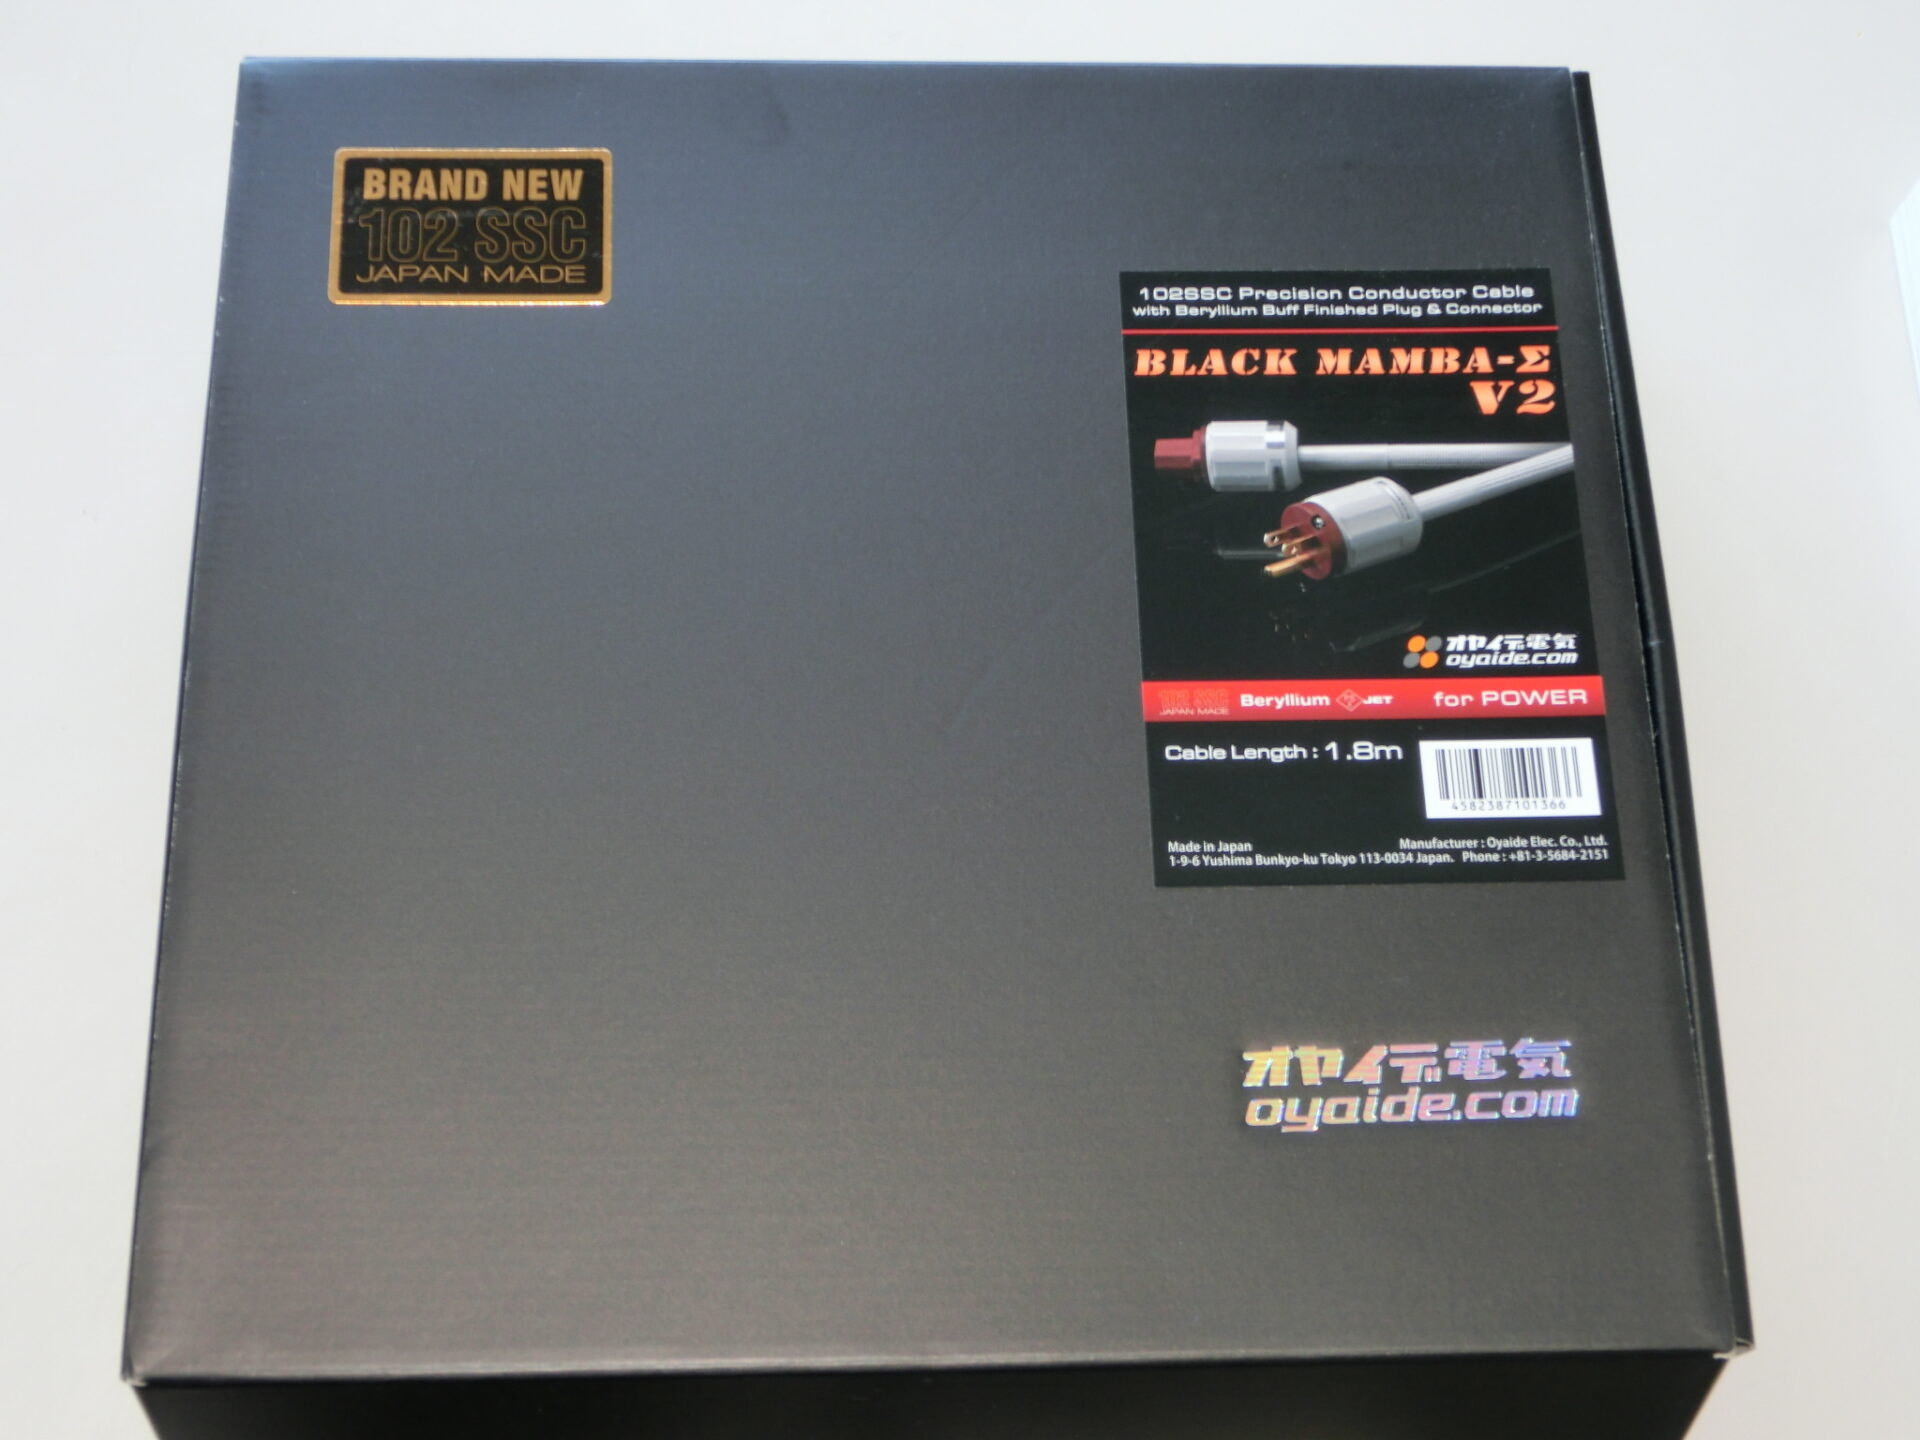 BRAND NEW
102 SSC
JAPAN MADE
102SSC Precision Conductor Cable
with Beryllium Buff Finished Plug & Connector
BLACK MAMBA-Σ
V2
オヤイデ電気
oyaide.com
102 SSC
JAPAN MADE
Beryllium
JET
for POWER
Cable Length : 1.8m
4582387101366
Made in Japan
Manufacturer : Oyaide Elec. Co., Ltd.
1-9-6 Yushima Bunkyo-ku Tokyo 113-0034 Japan. Phone : +81-3-5684-2151
オヤイデ電気
oyaide.com